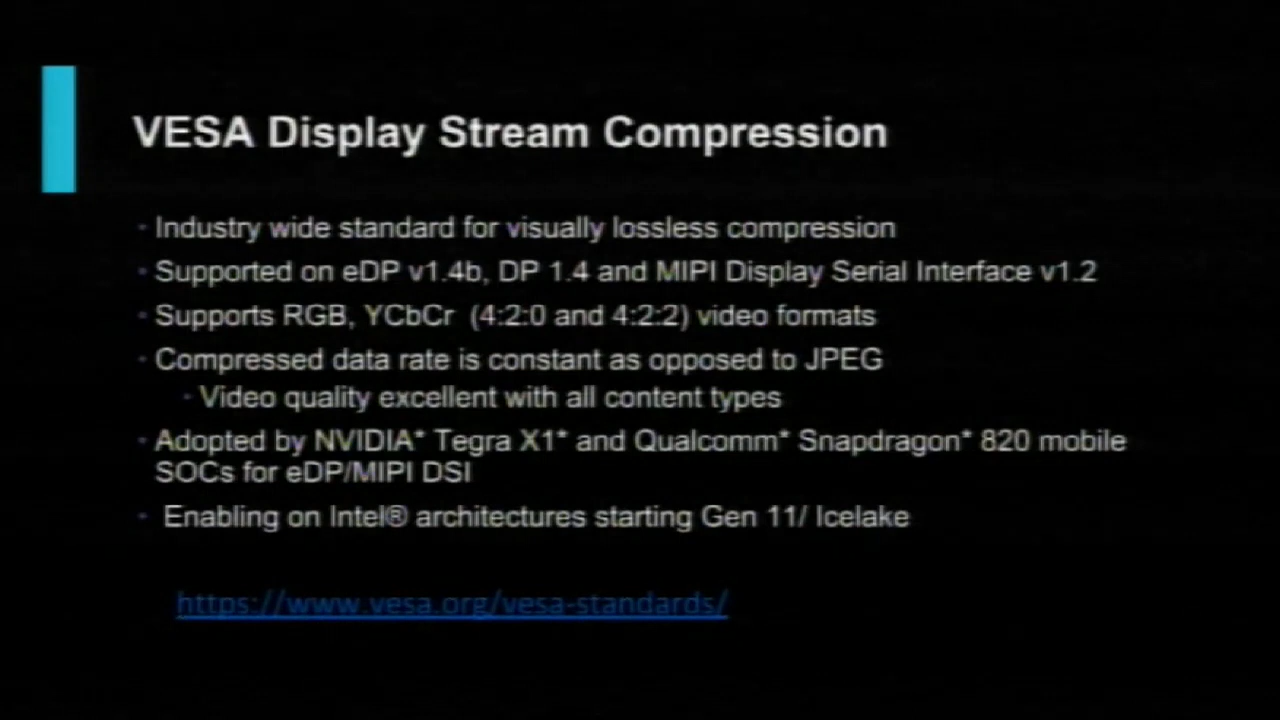 VESA Display Stream Compression
Industry wide standard for visually lossless compression
Supported on eDP v1.4b, DP 1.4 and MIPI Display Serial Interface v1.2
Supports RGB, YCbCr (4:2:0 and 4:2:2) video formats
Compressed data rate is constant as opposed to JPEG
Video quality excellent with all content types
Adopted by NVIDIA* Tegra X1* and Qualcomm* Snapdragon* 820 mobile
SOCs for eDP/MIPI DSI
Enabling on Intel® architectures starting Gen 11/ Icelake
https://www.vesa.org/vesa-standards/